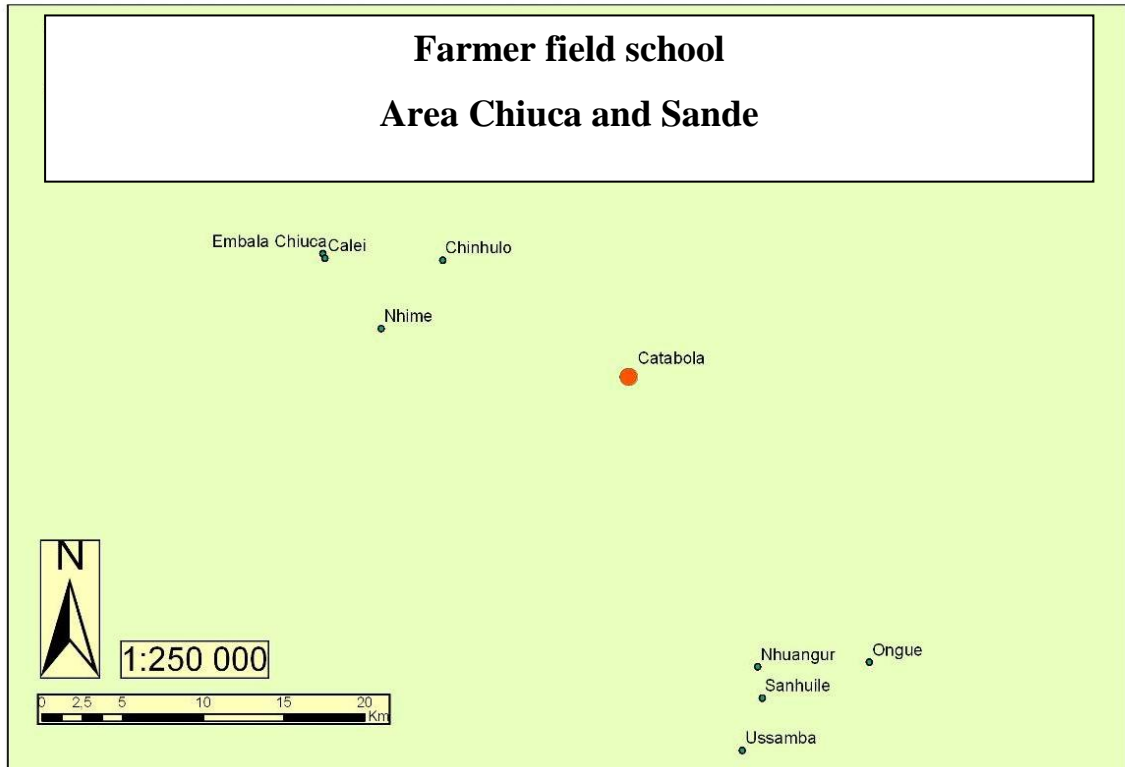 Farmer field school
Area Chiuca and Sande
Embala Chiuca
Calei
Chinhulo
Nhime
Catabola
N
1:250 000
Nhuangur
Ongue
Sanhuile
0 2,5 5 10 15 20
Km
Ussamba